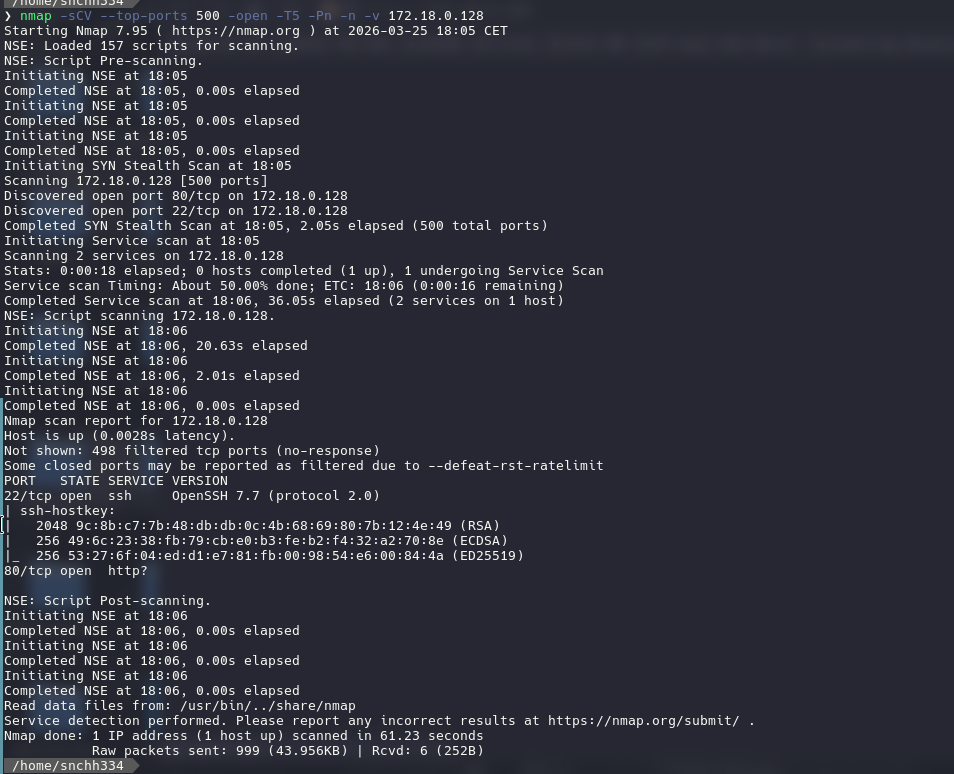 /home/snchh334
❯ nmap -sCV --top-ports 500 -open -T5 -Pn -n -v 172.18.0.128
Starting Nmap 7.95 ( https://nmap.org ) at 2026-03-25 18:05 CET
NSE: Loaded 157 scripts for scanning.
NSE: Script Pre-scanning.
Initiating NSE at 18:05
Completed NSE at 18:05, 0.00s elapsed
Initiating NSE at 18:05
Completed NSE at 18:05, 0.00s elapsed
Initiating NSE at 18:05
Completed NSE at 18:05, 0.00s elapsed
Initiating SYN Stealth Scan at 18:05
Scanning 172.18.0.128 [500 ports]
Discovered open port 80/tcp on 172.18.0.128
Discovered open port 22/tcp on 172.18.0.128
Completed SYN Stealth Scan at 18:05, 2.05s elapsed (500 total ports)
Initiating Service scan at 18:05
Scanning 2 services on 172.18.0.128
Stats: 0:00:18 elapsed; 0 hosts completed (1 up), 1 undergoing Service Scan
Service scan Timing: About 50.00% done; ETC: 18:06 (0:00:16 remaining)
Completed Service scan at 18:06, 36.05s elapsed (2 services on 1 host)
NSE: Script scanning 172.18.0.128.
Initiating NSE at 18:06
Completed NSE at 18:06, 20.63s elapsed
Initiating NSE at 18:06
Completed NSE at 18:06, 2.01s elapsed
Initiating NSE at 18:06
Completed NSE at 18:06, 0.00s elapsed
Nmap scan report for 172.18.0.128
Host is up (0.0028s latency).
Not shown: 498 filtered tcp ports (no-response)
Some closed ports may be reported as filtered due to --defeat-rst-ratelimit
PORT   STATE SERVICE VERSION
22/tcp open  ssh     OpenSSH 7.7 (protocol 2.0)
| ssh-hostkey:
|   2048 9c:8b:c7:7b:48:db:db:0c:4b:68:69:80:7b:12:4e:49 (RSA)
|   256 49:6c:23:38:fb:79:cb:e0:b3:fe:b2:f4:32:a2:70:8e (ECDSA)
|_  256 53:27:6f:04:ed:d1:e7:81:fb:00:98:54:e6:00:84:4a (ED25519)
80/tcp open  http?
NSE: Script Post-scanning.
Initiating NSE at 18:06
Completed NSE at 18:06, 0.00s elapsed
Initiating NSE at 18:06
Completed NSE at 18:06, 0.00s elapsed
Initiating NSE at 18:06
Completed NSE at 18:06, 0.00s elapsed
Read data files from: /usr/bin/../share/nmap
Service detection performed. Please report any incorrect results at https://nmap.org/submit/ .
Nmap done: 1 IP address (1 host up) scanned in 61.23 seconds
           Raw packets sent: 999 (43.956KB) | Rcvd: 6 (252B)
/home/snchh334